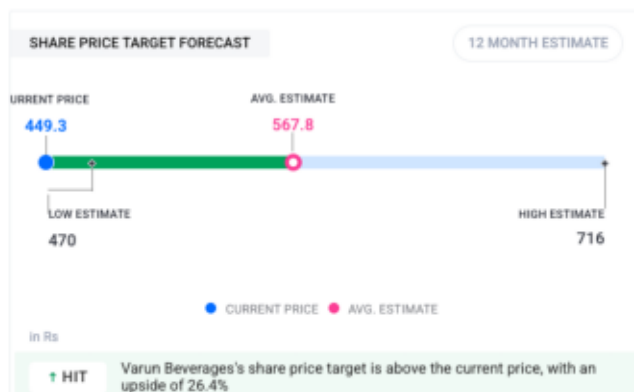 SHARE PRICE TARGET FORECAST
12 MONTH ESTIMATE
URRENT PRICE
AVG. ESTIMATE
449.3
567.8
LOW ESTIMATE
HIGH ESTIMATE
470
716
CURRENT PRICE
AVG. ESTIMATE
in Rs
↑ HIT
Varun Beverages's share price target is above the current price, with an
upside of 26.4%